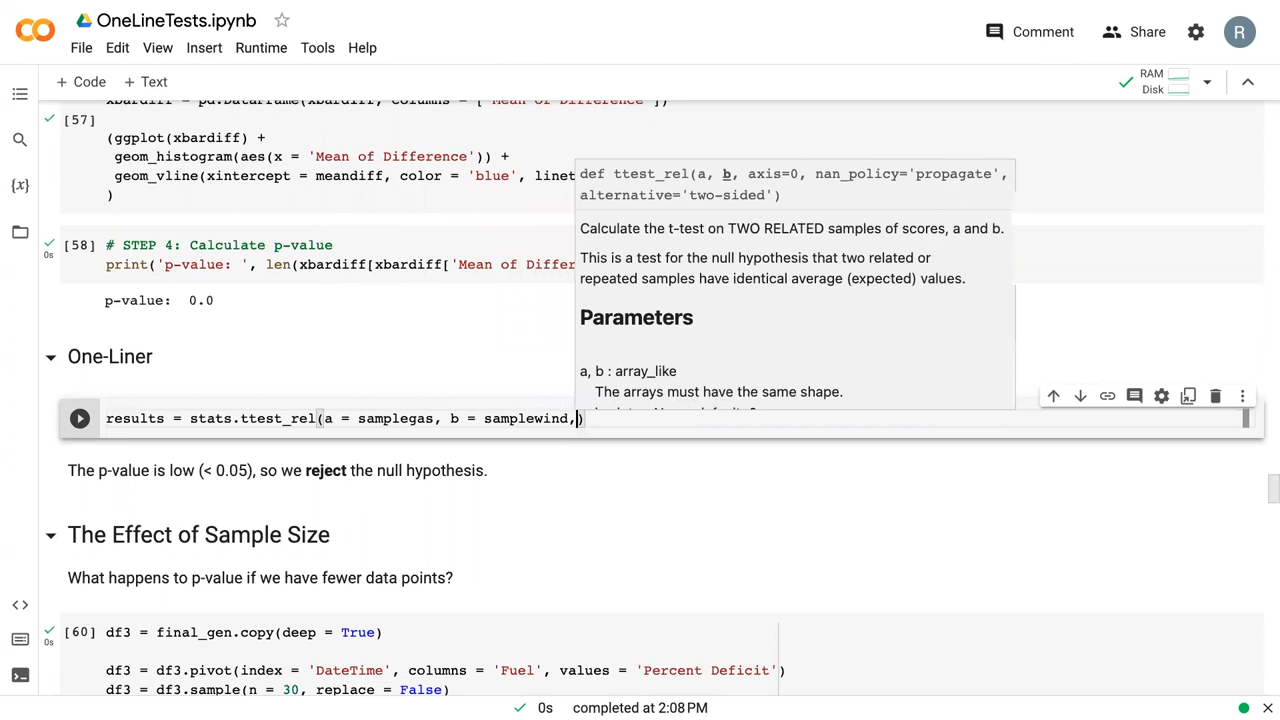 OneLineTests.ipynb
File Edit View Insert Runtime Tools Help
Comment Share R
+ Code + Text
RAM
Disk
xbardiff = pd.DataFrame(xbardiff, columns = ['Mean of Difference'])
[57]
(ggplot(xbardiff) +
geom_histogram(aes(x = 'Mean of Difference')) +
geom_vline(xintercept = meandiff, color = 'blue', linet
)
def ttest_rel(a, b, axis=0, nan_policy='propagate',
alternative='two-sided')
Calculate the t-test on TWO RELATED samples of scores, a and b.
This is a test for the null hypothesis that two related or
repeated samples have identical average (expected) values.
Parameters
a, b : array_like
The arrays must have the same shape.
[58] # STEP 4: Calculate p-value
0s
print('p-value: ', len(xbardiff[xbardiff['Mean of Differ
p-value: 0.0
One-Liner
results = stats.ttest_rel(a = samplegas, b = samplewind,)
The p-value is low (< 0.05), so we reject the null hypothesis.
The Effect of Sample Size
What happens to p-value if we have fewer data points?
[60] df3 = final_gen.copy(deep = True)
0s
df3 = df3.pivot(index = 'DateTime', columns = 'Fuel', values = 'Percent Deficit')
df3 = df3.sample(n = 30, replace = False)
0s completed at 2:08 PM